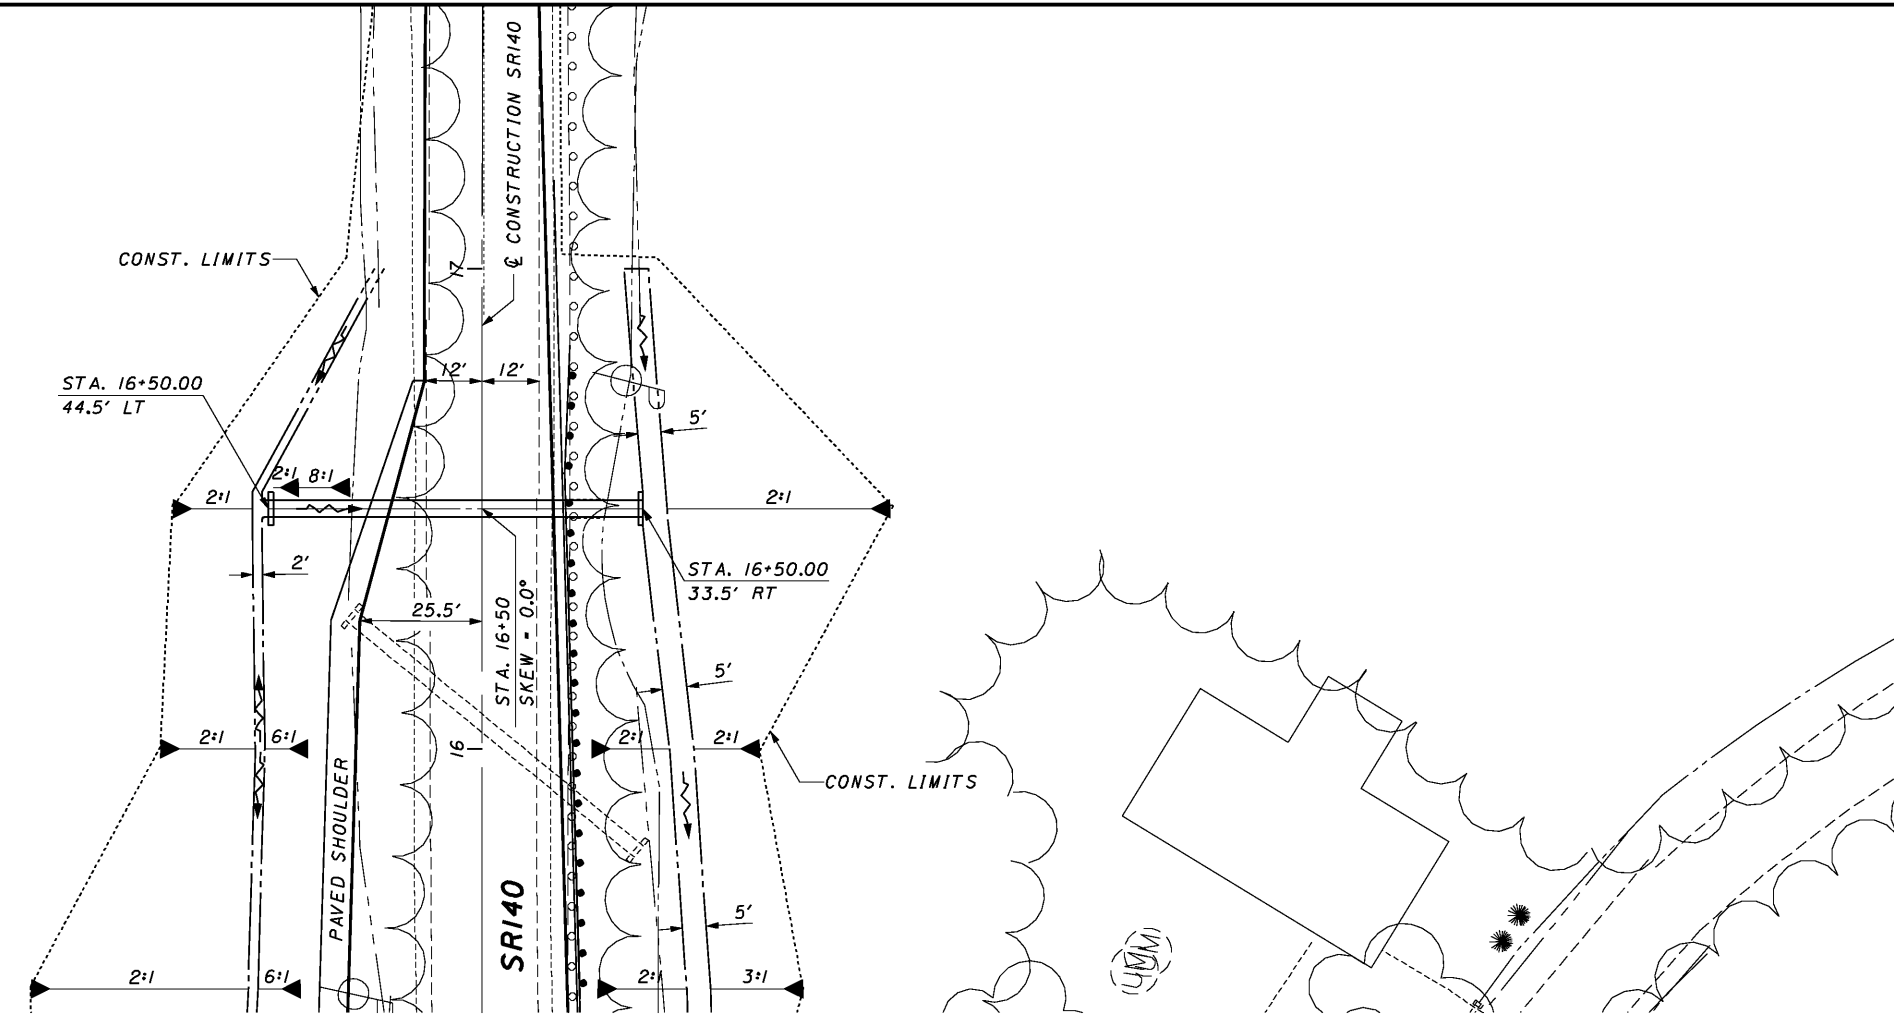 ℄ CONSTRUCTION SR140
CONST. LIMITS
17
STA. 16+50.00
44.5' LT
12'
12'
5'
2:1
8:1
2:1
2:1
2'
STA. 16+50.00
33.5' RT
25.5'
STA. 16+50
SKEW = 0.0°
5'
2:1
6:1
16
2:1
2:1
CONST. LIMITS
PAVED SHOULDER
SR140
5'
2:1
6:1
2:1
3:1